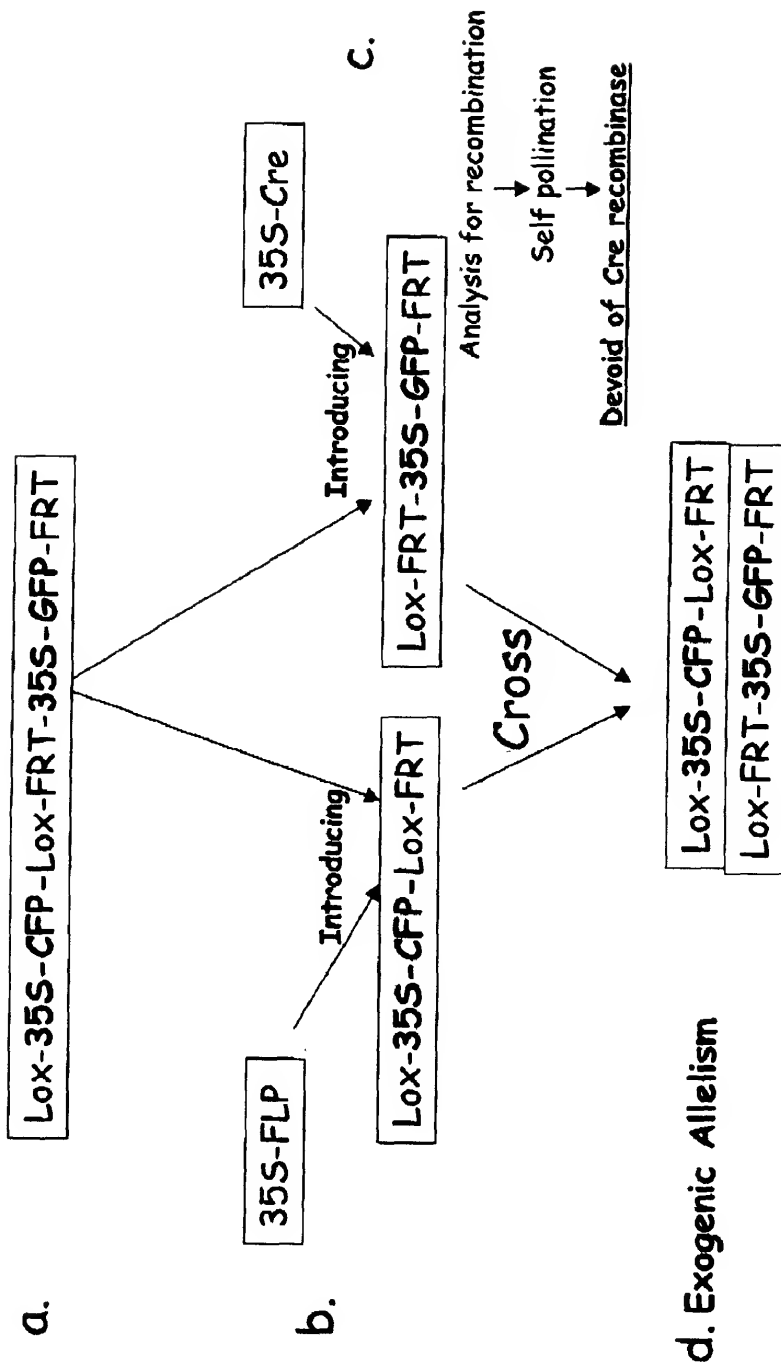 a.
Lox-35S-CFP-Lox-FRT-35S-GFP-FRT
b.
35S-FLP
Introducing
Lox-35S-CFP-Lox-FRT
35S-Cre
Introducing
Lox-FRT-35S-GFP-FRT
c.
Analysis for recombination
Self pollination
Devoid of Cre recombinase
Cross
d. Exogenic Allelism
Lox-35S-CFP-Lox-FRT
Lox-FRT-35S-GFP-FRT